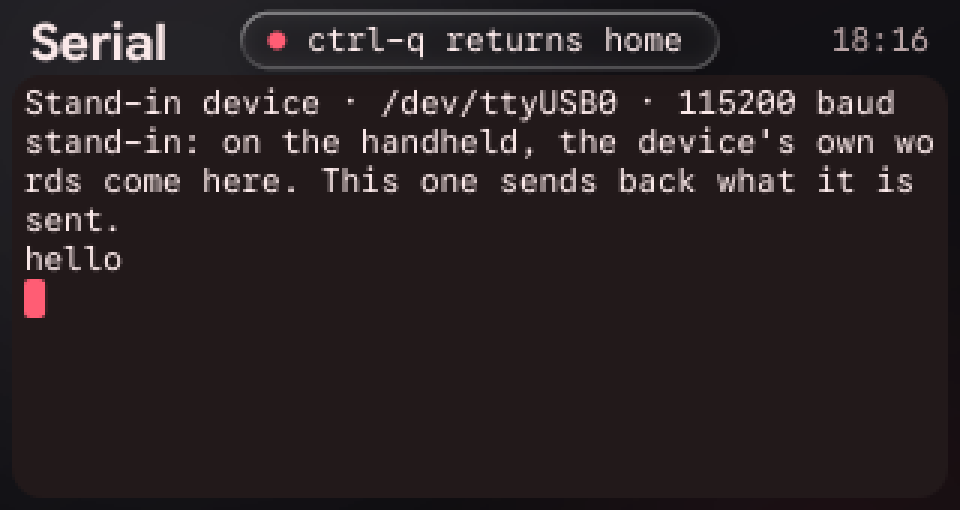 Serial
ctrl-q returns home
18:16
Stand-in device · /dev/ttyUSB0 · 115200 baud
stand-in: on the handheld, the device's own wo
rds come here. This one sends back what it is
sent.
hello